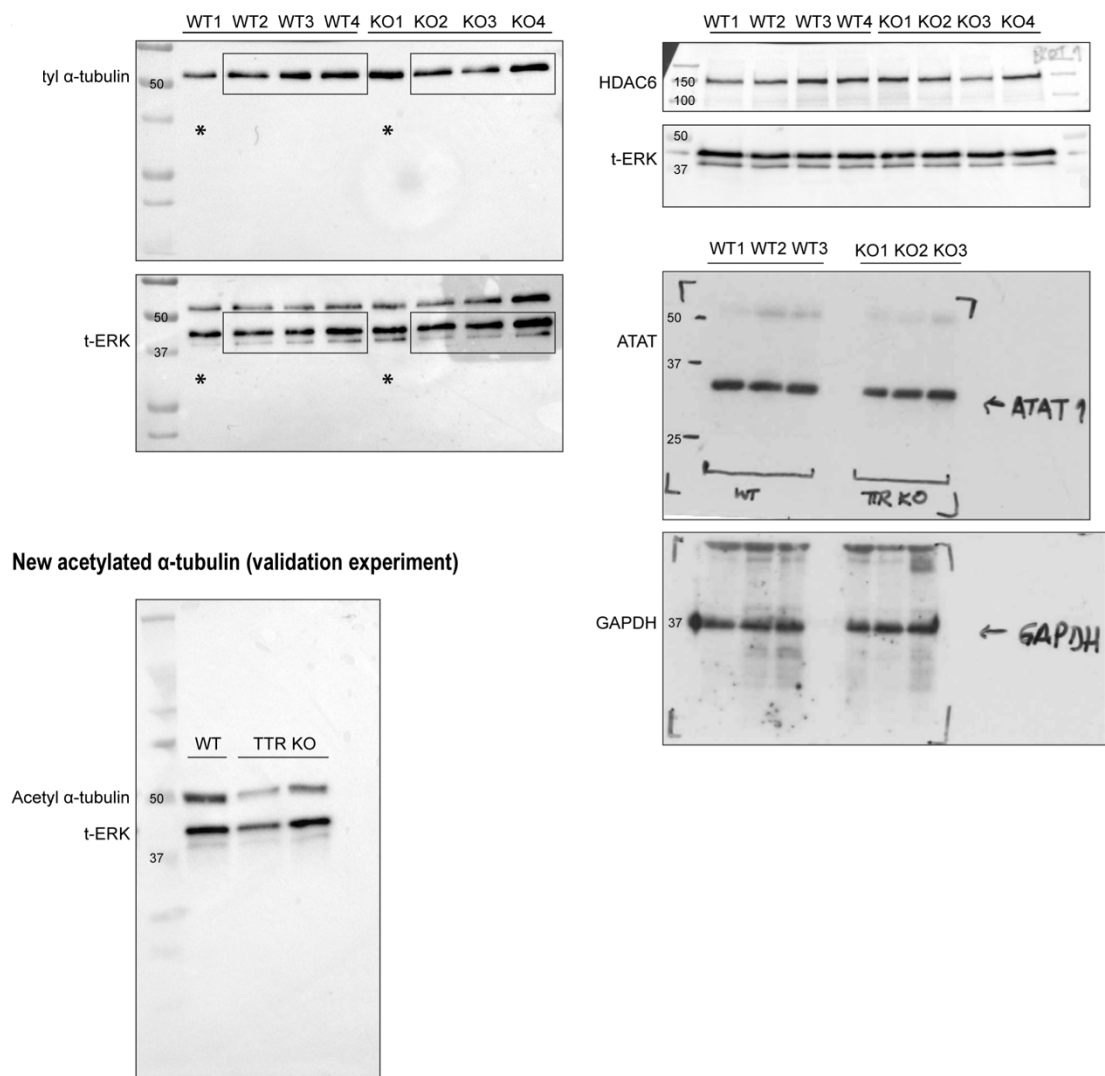 WT1 WT2 WT3 WT4 KO1 KO2 KO3 KO4
tyl α-tubulin
50
* *
t-ERK
50
37
* *
New acetylated α-tubulin (validation experiment)
WT TTR KO
Acetyl α-tubulin
50
t-ERK
37
WT1 WT2 WT3 WT4 KO1 KO2 KO3 KO4
HDAC6
150
100
t-ERK
50
37
WT1 WT2 WT3 KO1 KO2 KO3
ATAT
50
37
25
← ATAT 1
WT TTR KO
GAPDH
37
← GAPDH